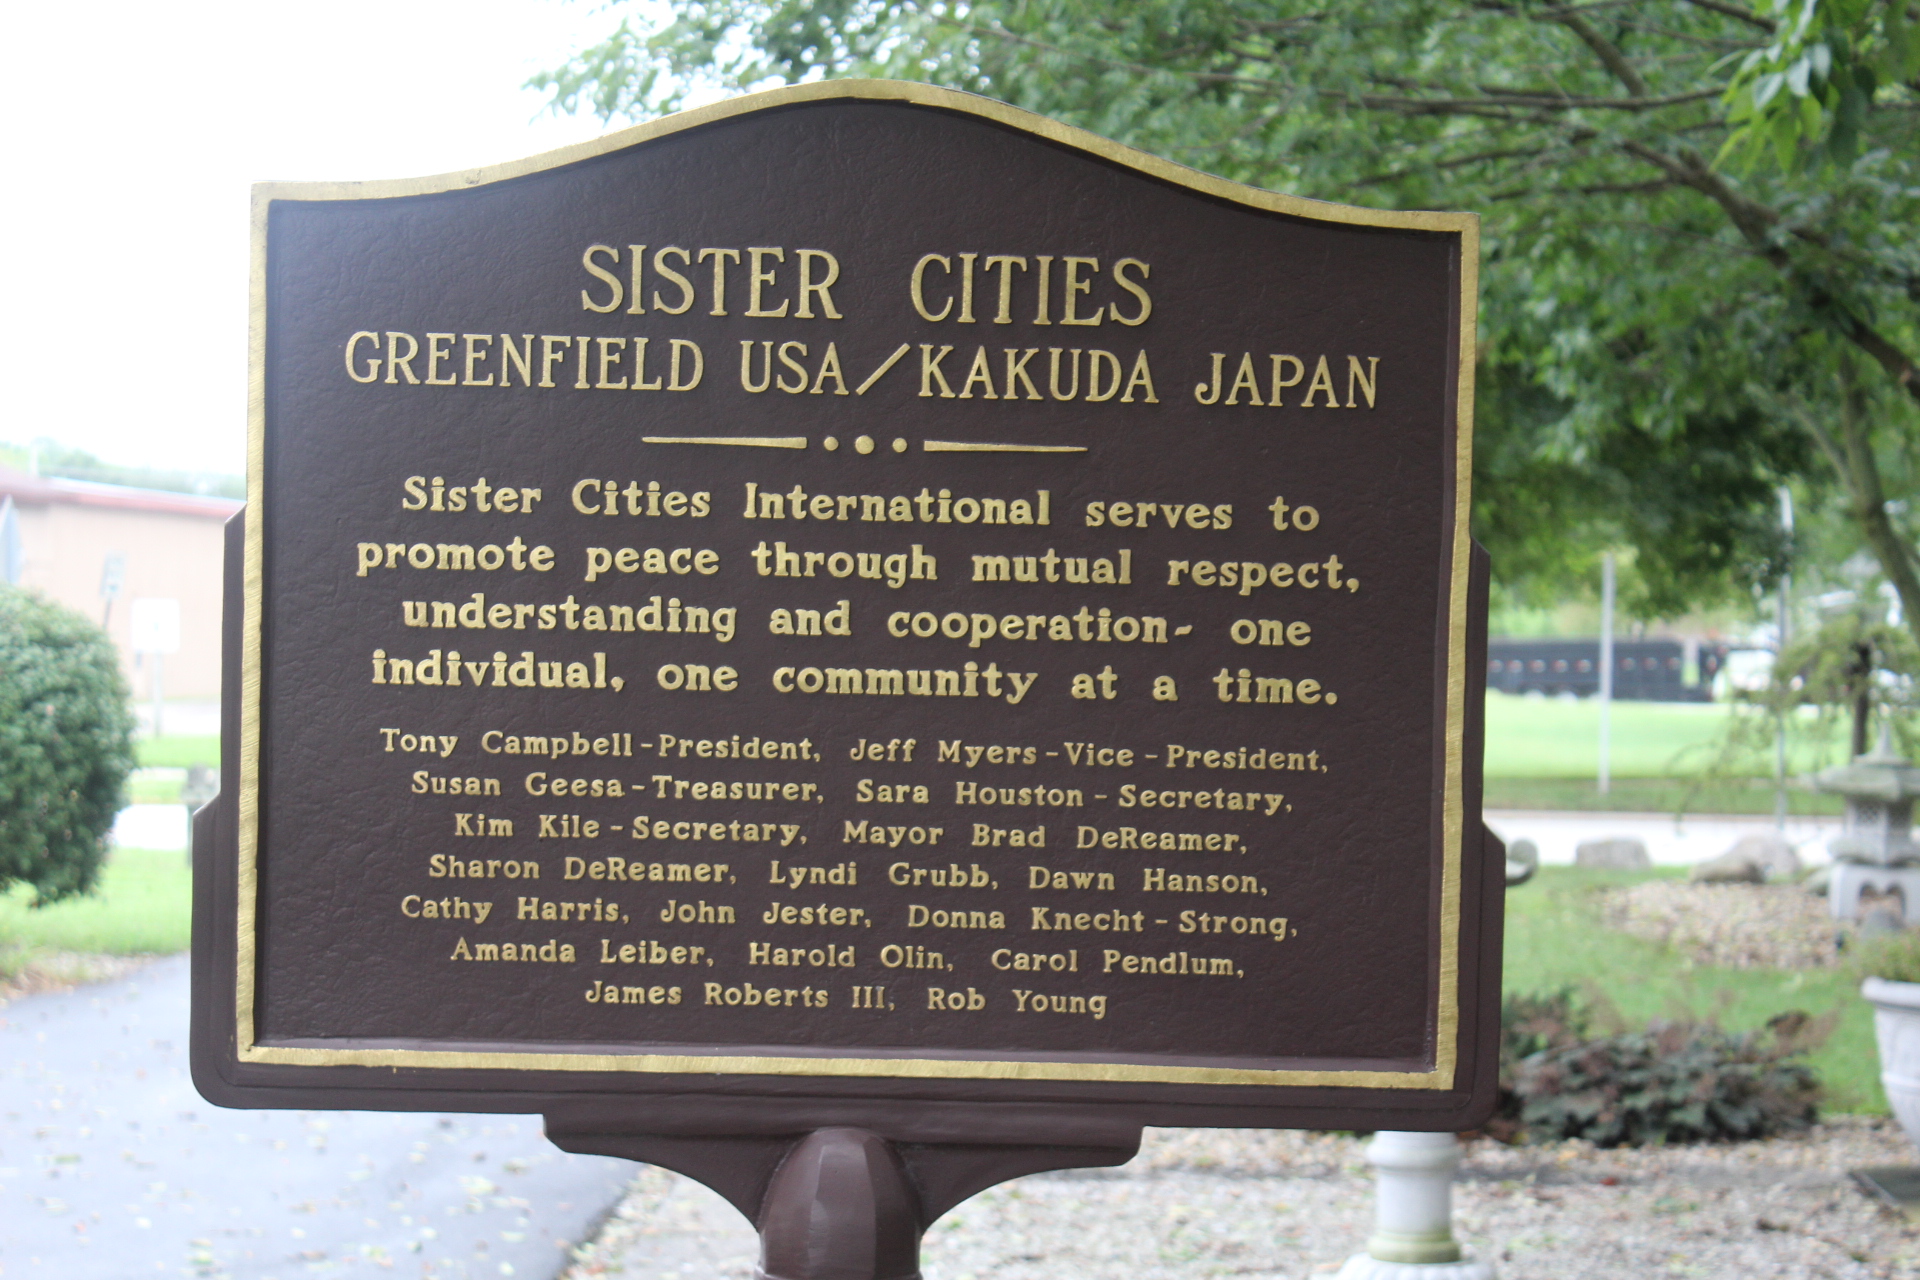 SISTER CITIES
GREENFIELD USA/KAKUDA JAPAN
Sister Cities International serves to
promote peace through mutual respect,
understanding and cooperation- one
individual, one community at a time.
Tony Campbell-President, Jeff Myers-Vice-President,
Susan Geesa-Treasurer, Sara Houston-Secretary,
Kim Kile-Secretary, Mayor Brad DeReamer,
Sharon DeReamer, Lyndi Grubb, Dawn Hanson,
Cathy Harris, John Jester, Donna Knecht-Strong,
Amanda Leiber, Harold Olin, Carol Pendlum,
James Roberts III, Rob Young